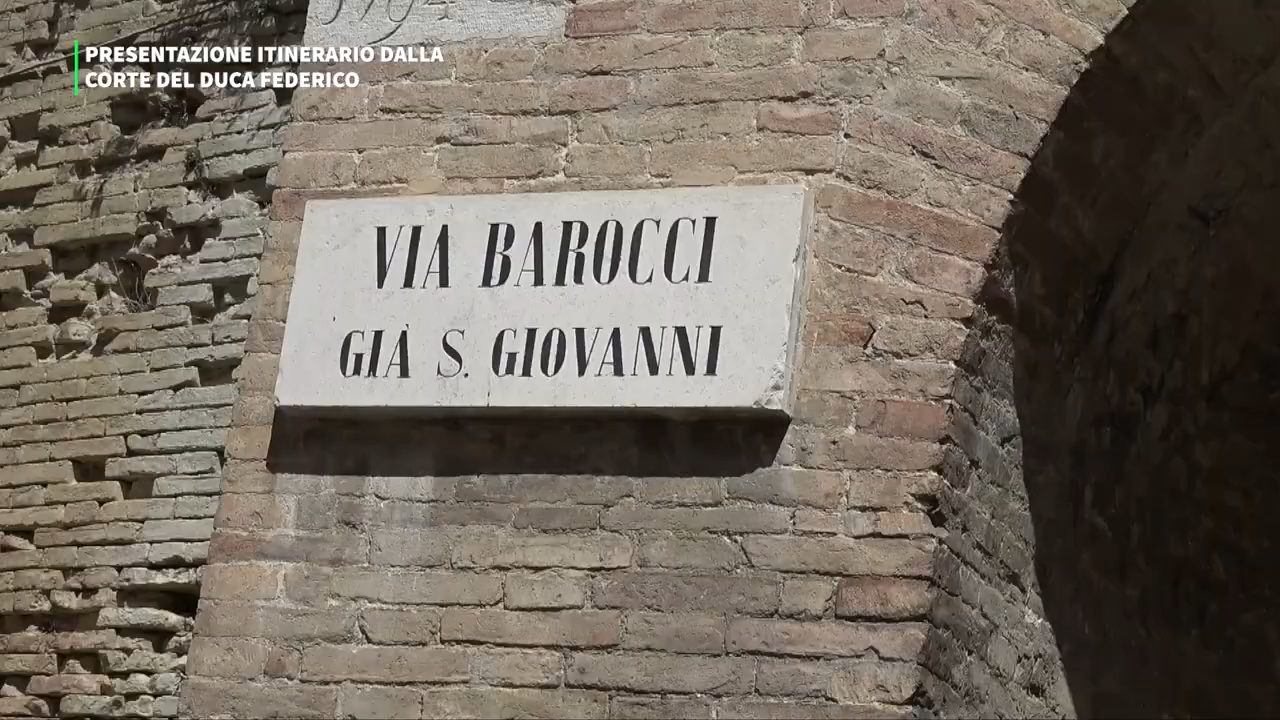 PRESENTAZIONE ITINERARIO DALLA
CORTE DEL DUCA FEDERICO
VIA BAROCCI
GIÀ S. GIOVANNI